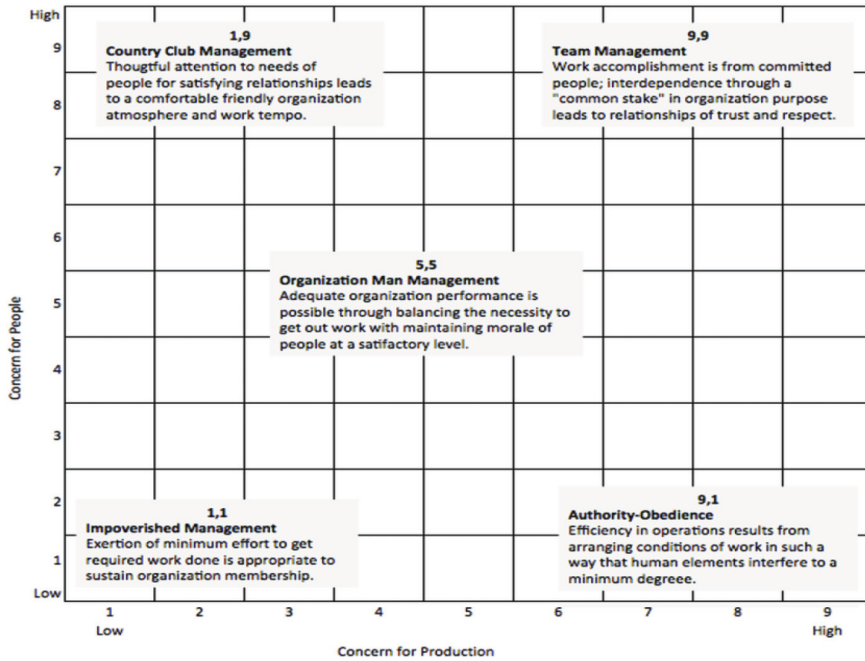 High
9
8
7
6
5
4
3
2
1
Low
Concern for People
1,9
Country Club Management
Thougtful attention to needs of
people for satisfying relationships leads
to a comfortable friendly organization
atmosphere and work tempo.
9,9
Team Management
Work accomplishment is from committed
people; interdependence through a
"common stake" in organization purpose
leads to relationships of trust and respect.
5,5
Organization Man Management
Adequate organization performance is
possible through balancing the necessity to
get out work with maintaining morale of
people at a satifactory level.
1,1
Impoverished Management
Exertion of minimum effort to get
required work done is appropriate to
sustain organization membership.
9,1
Authority-Obedience
Efficiency in operations results from
arranging conditions of work in such a
way that human elements interfere to a
minimum degreee.
1 2 3 4 5 6 7 8 9
Low High
Concern for Production